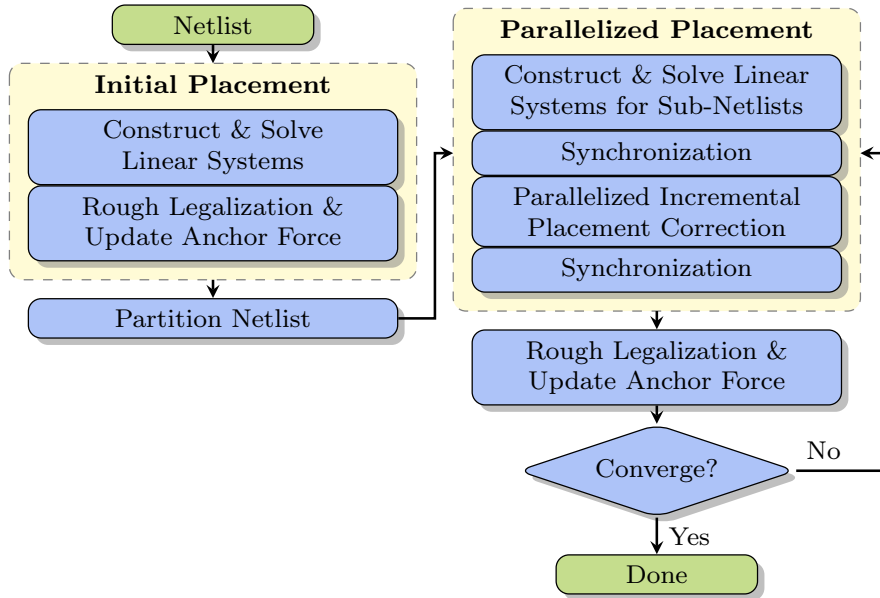 Netlist
Initial Placement
Construct & Solve
Linear Systems
Rough Legalization &
Update Anchor Force
Partition Netlist
Parallelized Placement
Construct & Solve Linear
Systems for Sub-Netlists
Synchronization
Parallelized Incremental
Placement Correction
Synchronization
Rough Legalization &
Update Anchor Force
Converge?
No
Yes
Done